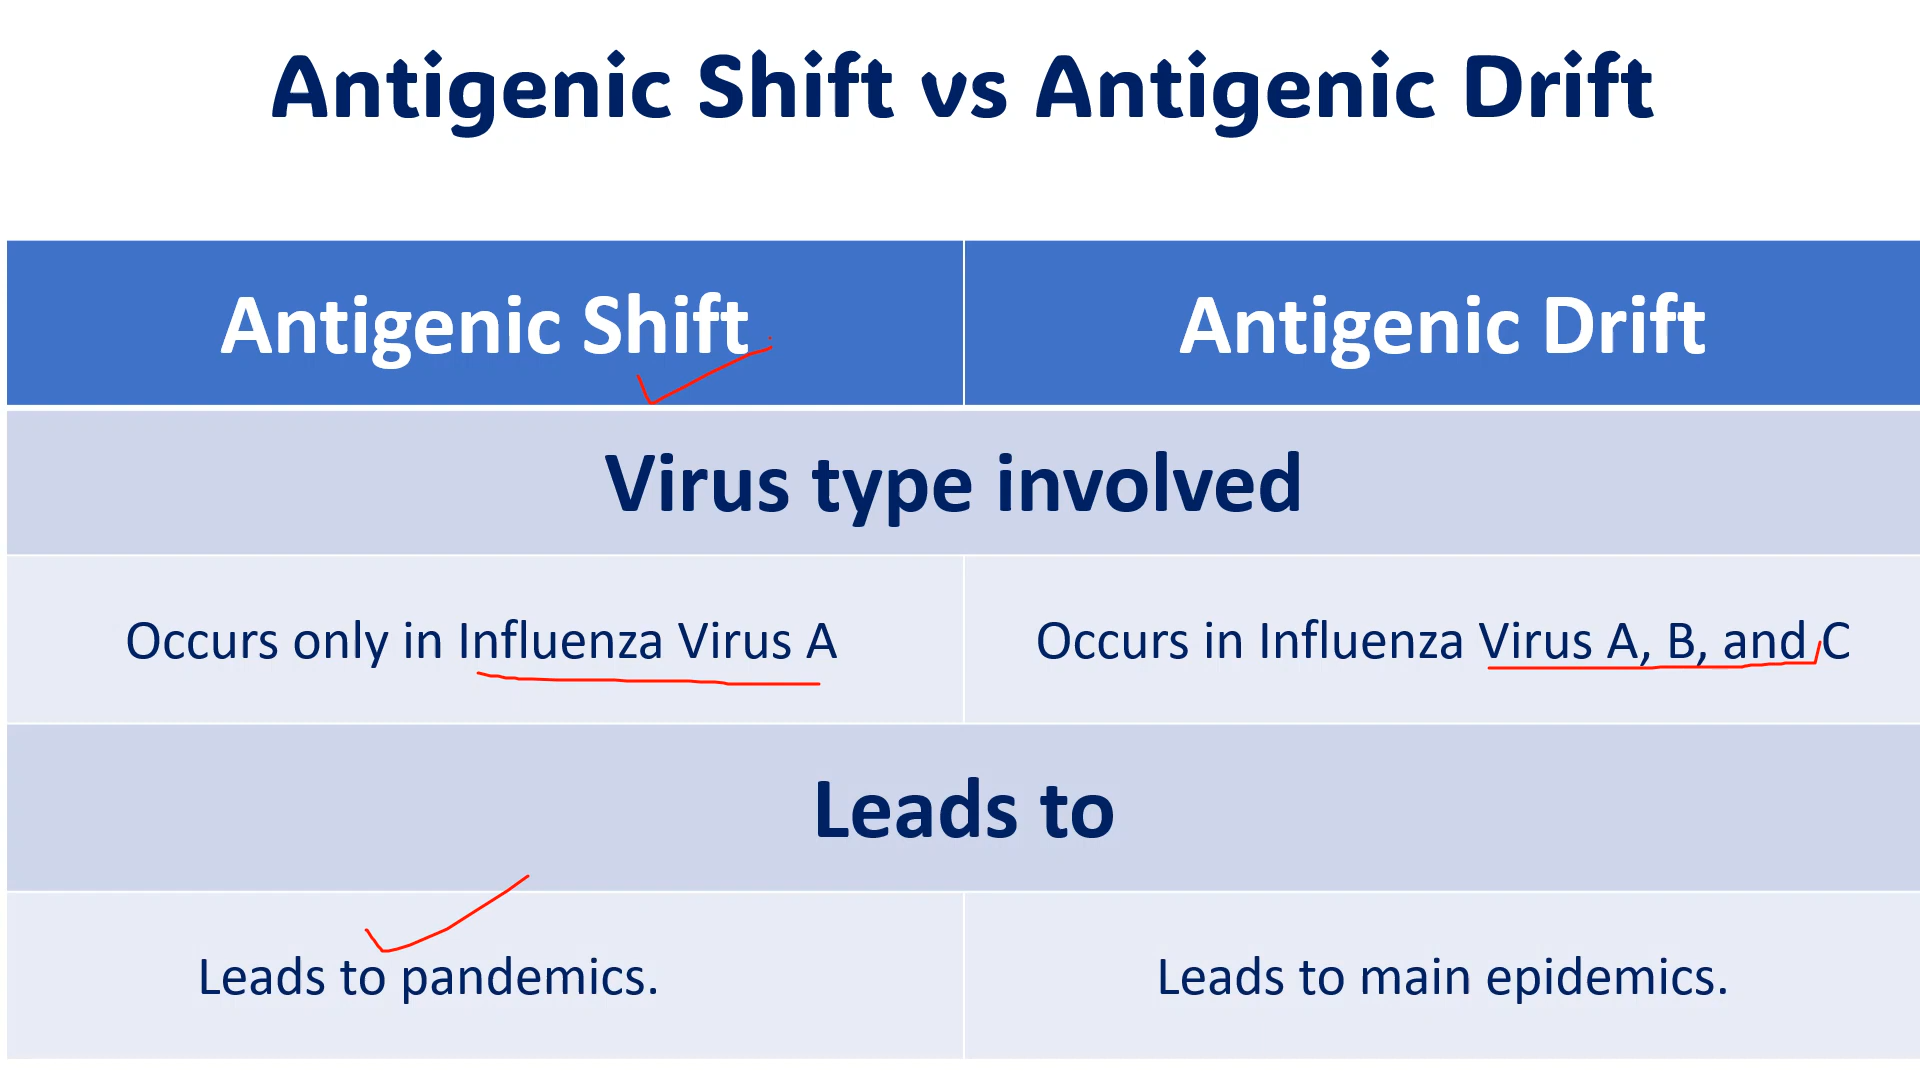 Antigenic Shift vs Antigenic Drift
Antigenic Shift
Antigenic Drift
Virus type involved
Occurs only in Influenza Virus A
Occurs in Influenza Virus A, B, and C
Leads to
Leads to pandemics.
Leads to main epidemics.